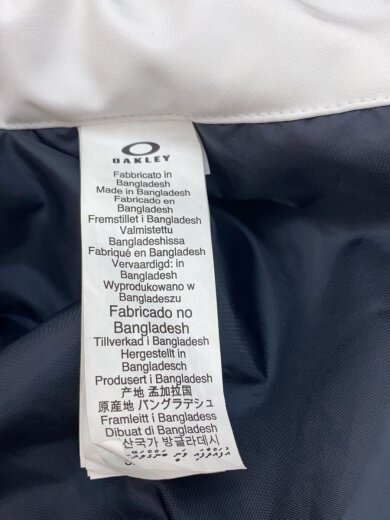 OAKLEY
Fabbricato in
Bangladesh
Made in Bangladesh
Fabricado en
Bangladesh
Fremstillet i Bangladesh
Valmistettu
Bangladeshissa
Fabriqué en Bangladesh
Vervaardigd: in
Bangladesh
Wyprodukowano w
Bangladeszu
Fabricado no
Bangladesh
Tillverkad i Bangladesh
Hergestellt in
Bangladesch
Produsert i Bangladesh
产地 孟加拉国
原産地 バングラデシュ
Framleitt i Bangladess
Dibuat di Bangladesh
산국가 방글라데시